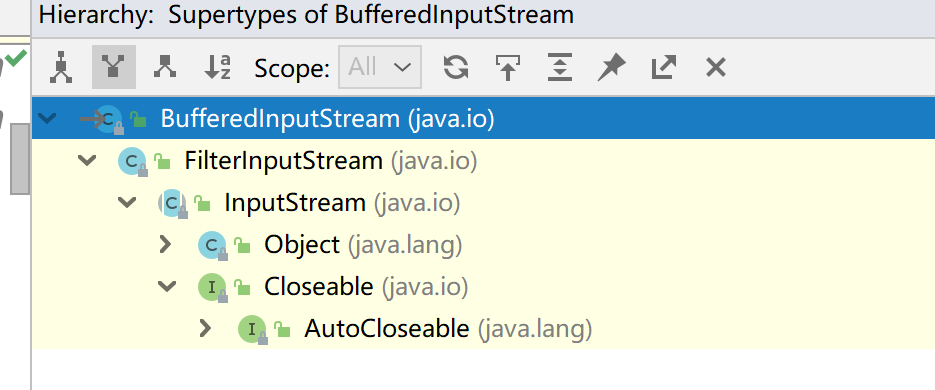 Hierarchy: Supertypes of BufferedInputStream
Scope: All
BufferedInputStream (java.io)
FilterInputStream (java.io)
InputStream (java.io)
Object (java.lang)
Closeable (java.io)
AutoCloseable (java.lang)